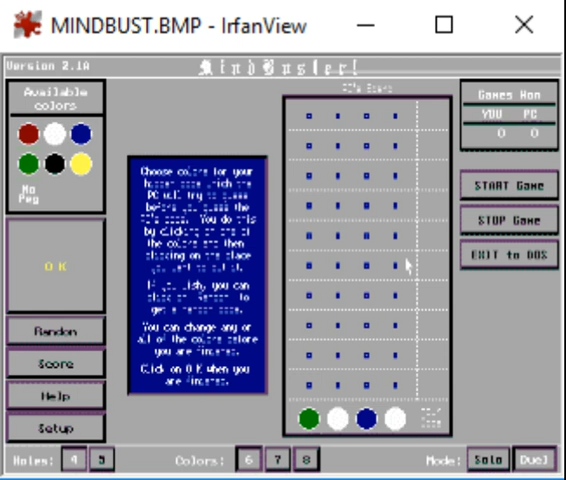 MINDBUST.BMP - IrfanView
Version 2.1A
MindBuster!
Available
colors
No
Peg
O K
Random
Score
Help
Setup
Choose colors for your
hidden code which the
PC will try to guess
before you guess the
PC's code. You do this
by clicking on one of
the colors and then
clicking on the place
you want to put it.
If you wish, you can
click on 'Random' to
get a random code.
You can change any or
all of the colors before
you are finished.
Click on O K when you
are finished.
PC's Board
Games Won
YOU PC
0 0
START Game
STOP Game
EXIT to DOS
Holes: 4 5
Colors: 6 7 8
Mode: Solo Duel